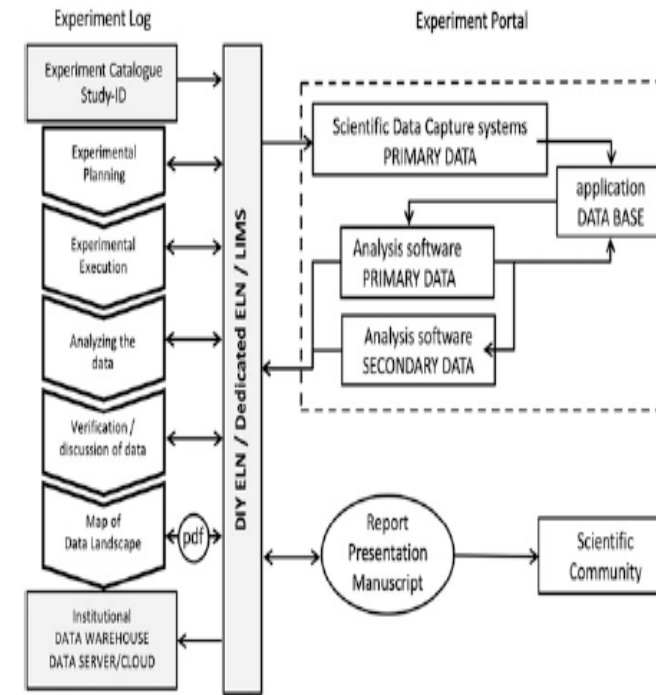 Experiment Log
Experiment Portal
Experiment Catalogue
Study-ID
Experimental
Planning
Experimental
Execution
Analyzing the
data
Verification /
discussion of data
Map of
Data Landscape
pdf
Institutional
DATA WAREHOUSE
DATA SERVER/CLOUD
DIY ELN / Dedicated ELN / LIMS
Scientific Data Capture systems
PRIMARY DATA
application
DATA BASE
Analysis software
PRIMARY DATA
Analysis software
SECONDARY DATA
Report
Presentation
Manuscript
Scientific
Community